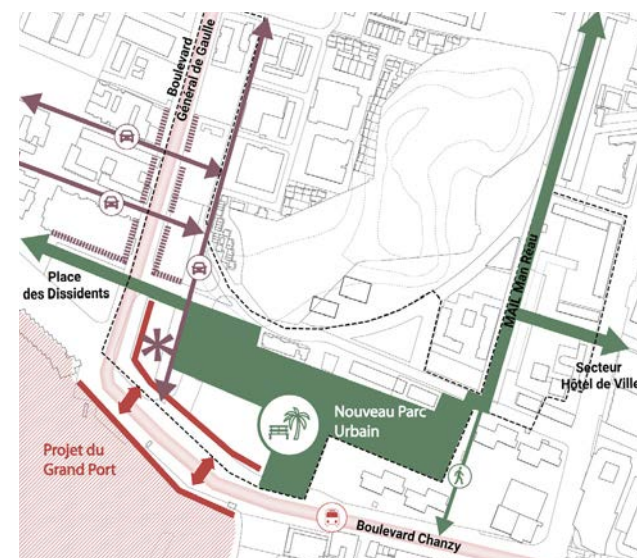 Boulevard
Général de Gaulle
Place
des Dissidents
MAIL Man Réau
Secteur
Hôtel de Ville
Nouveau Parc
Urbain
Projet du
Grand Port
Boulevard Chanzy